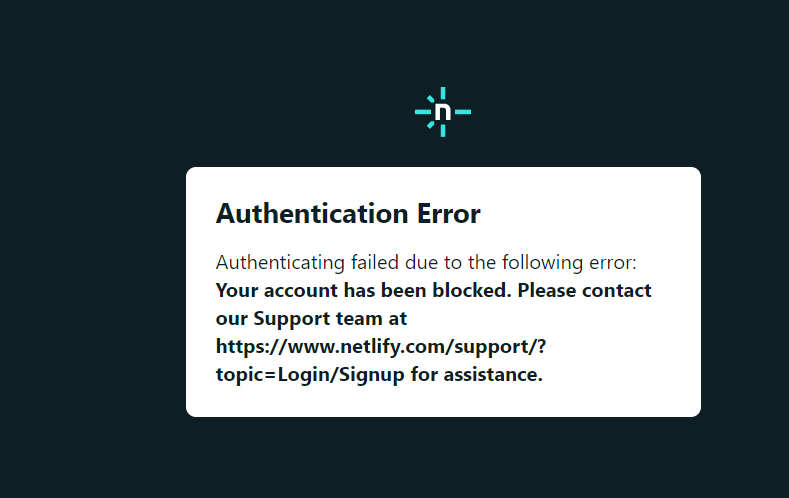 n
Authentication Error
Authenticating failed due to the following error:
Your account has been blocked. Please contact
our Support team at
https://www.netlify.com/support/?
topic=Login/Signup for assistance.